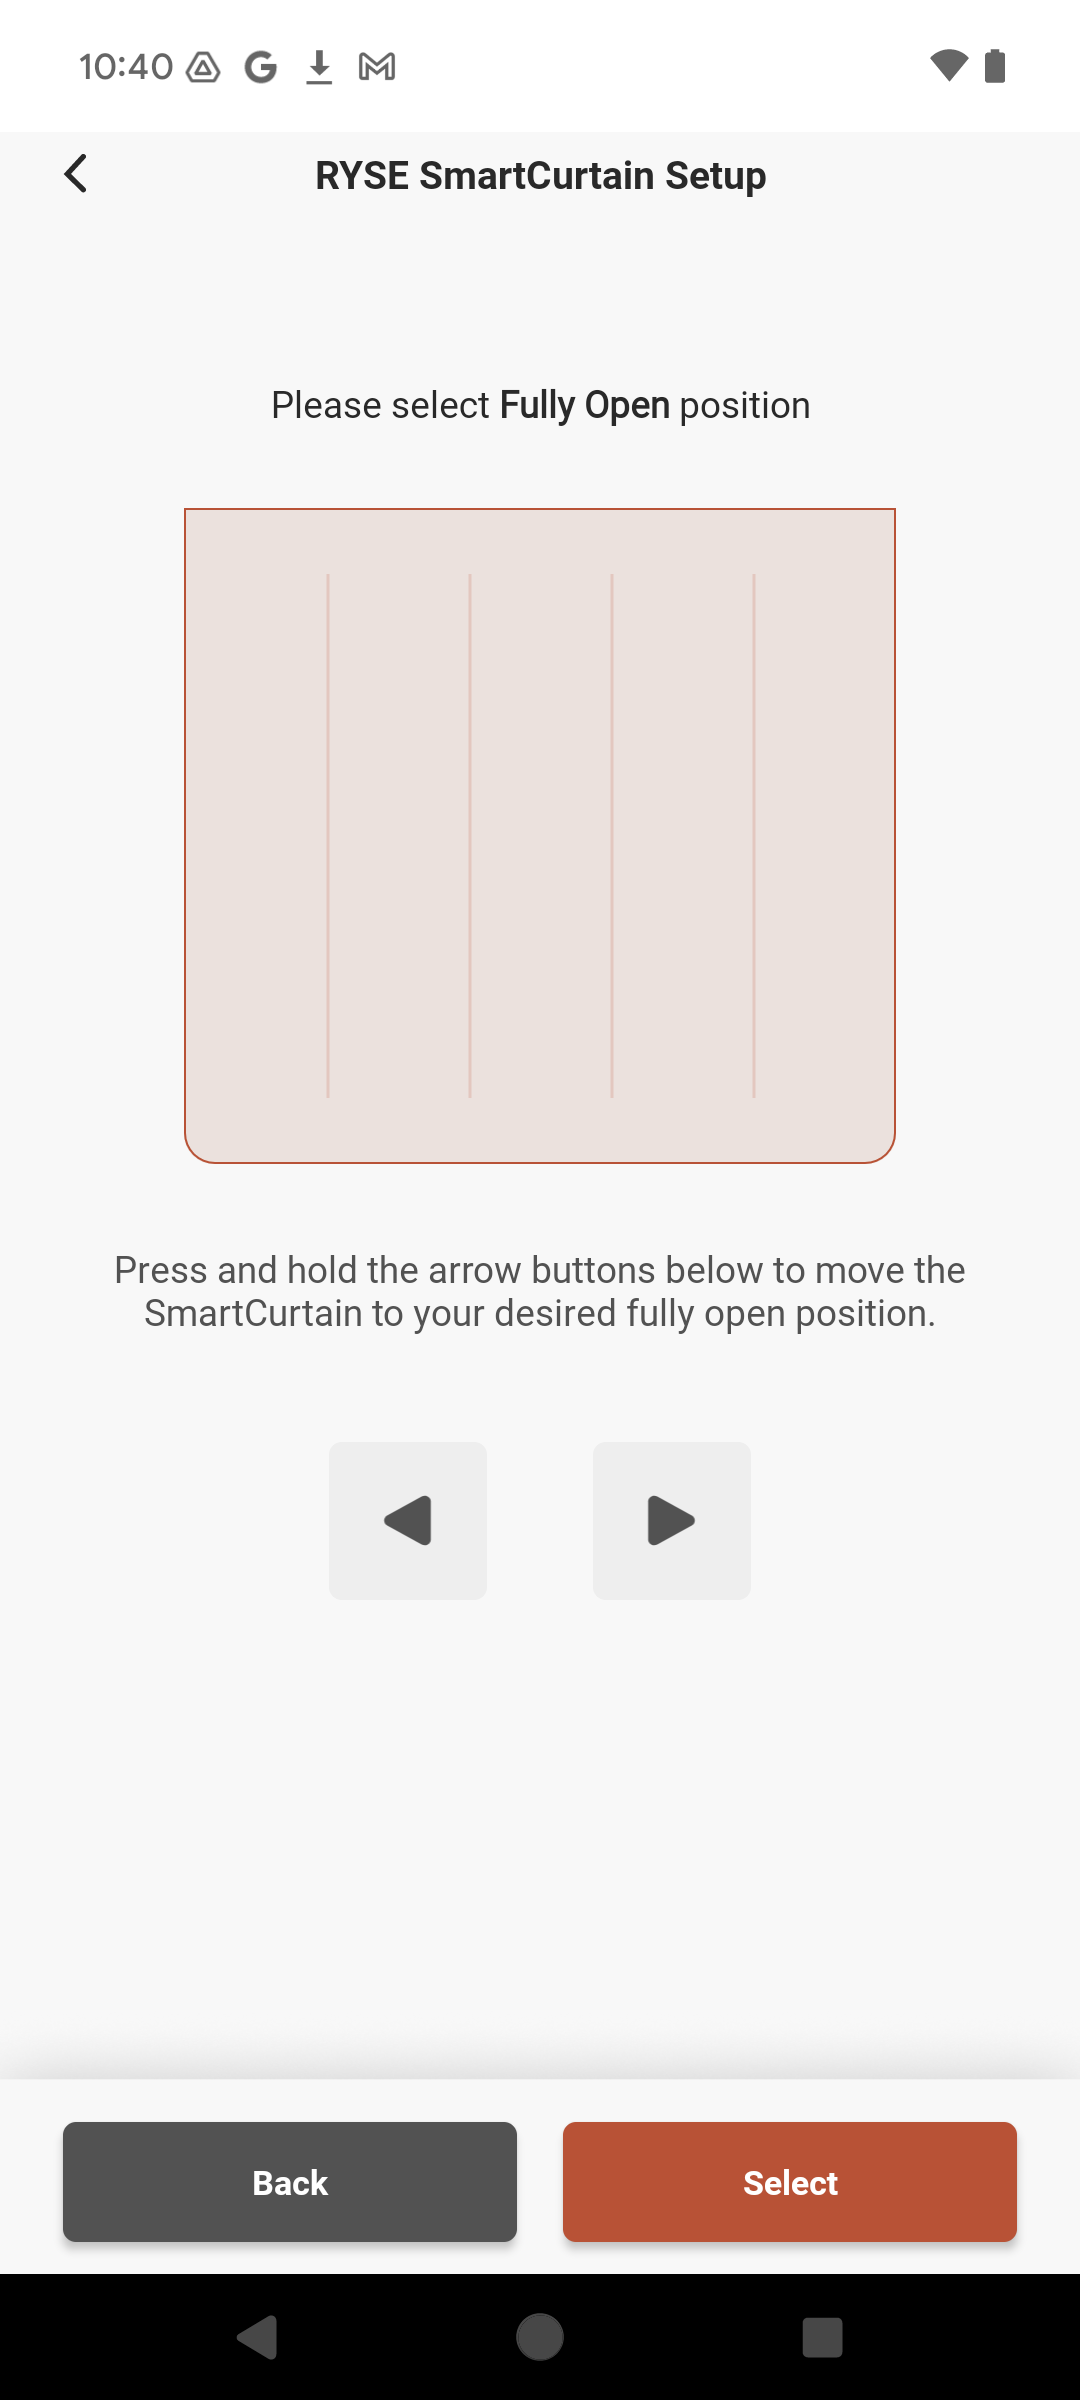 10:40
RYSE SmartCurtain Setup
Please select Fully Open position
Press and hold the arrow buttons below to move the
SmartCurtain to your desired fully open position.
Back
Select